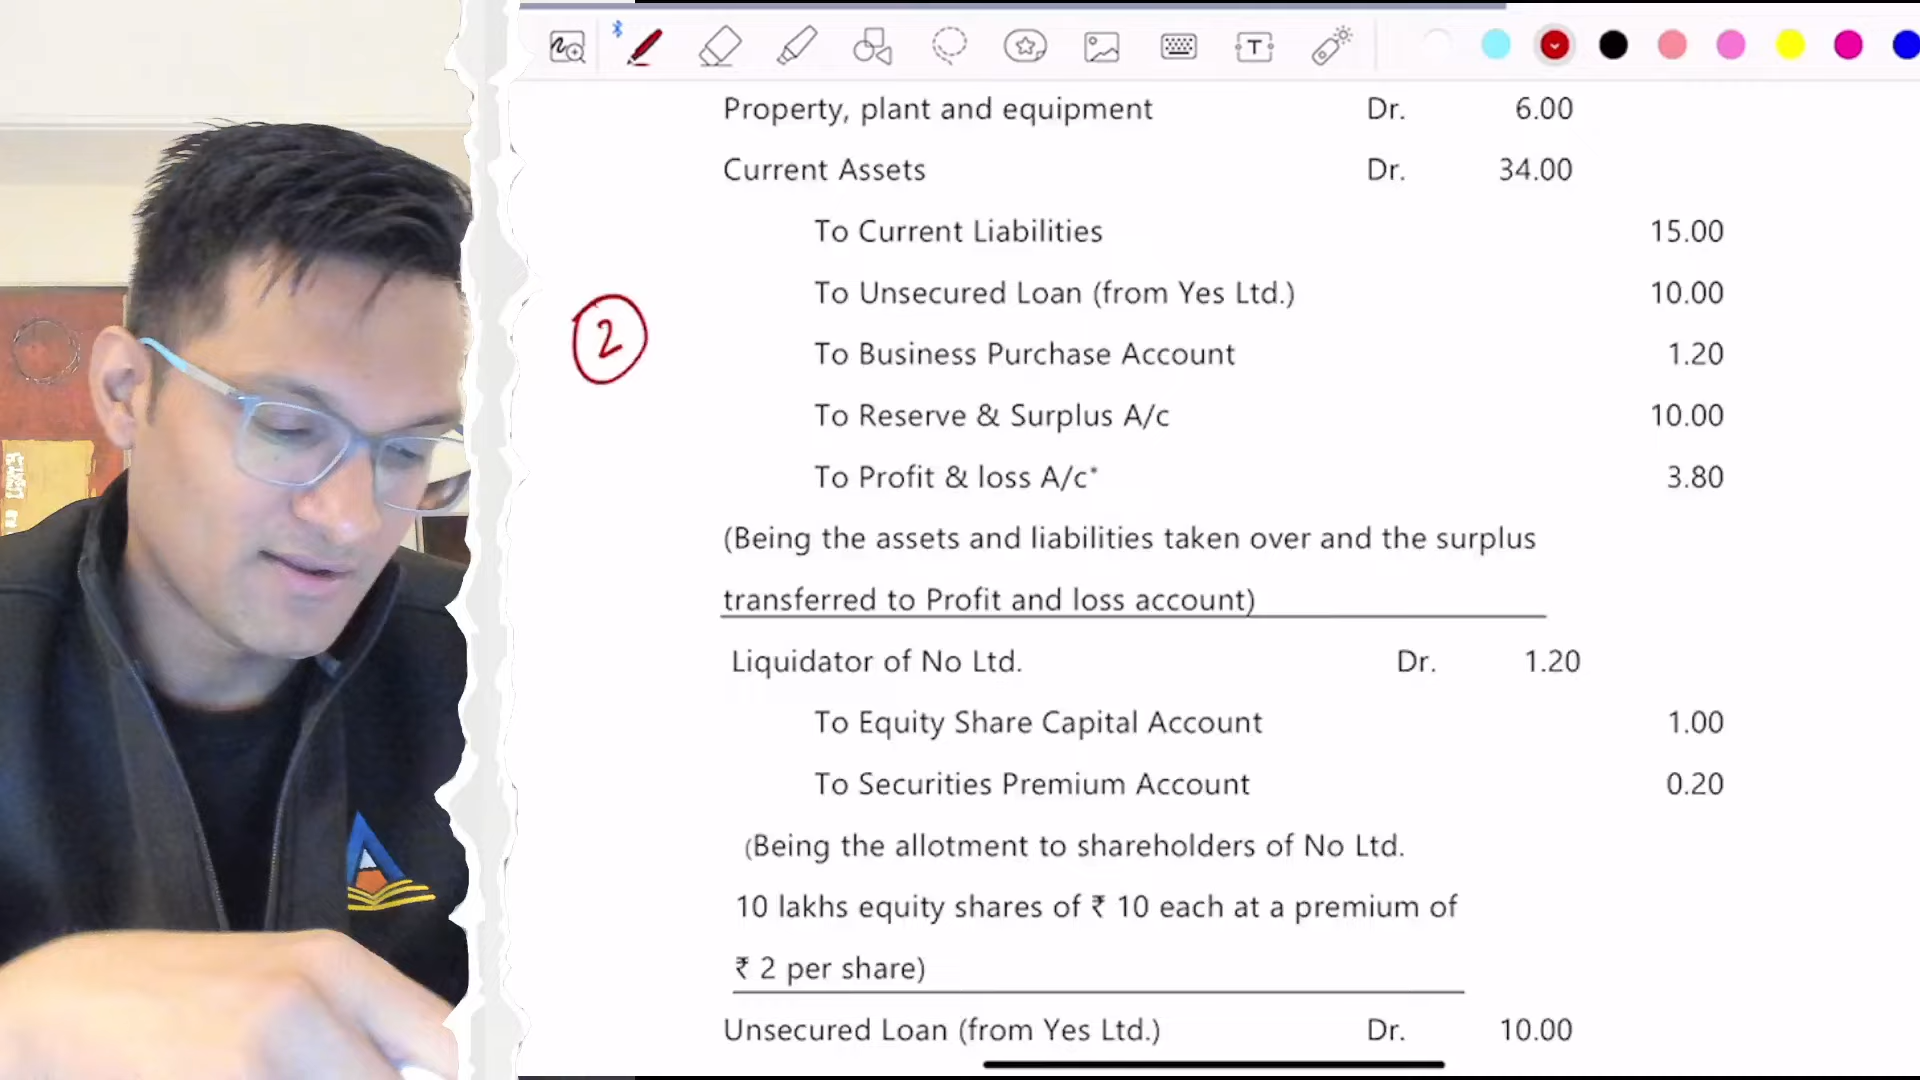 T
Property, plant and equipment Dr. 6.00
Current Assets Dr. 34.00
To Current Liabilities 15.00
To Unsecured Loan (from Yes Ltd.) 10.00
2
To Business Purchase Account 1.20
To Reserve & Surplus A/c 10.00
To Profit & loss A/c* 3.80
(Being the assets and liabilities taken over and the surplus
transferred to Profit and loss account)
Liquidator of No Ltd. Dr. 1.20
To Equity Share Capital Account 1.00
To Securities Premium Account 0.20
(Being the allotment to shareholders of No Ltd.
10 lakhs equity shares of ₹ 10 each at a premium of
₹ 2 per share)
Unsecured Loan (from Yes Ltd.) Dr. 10.00